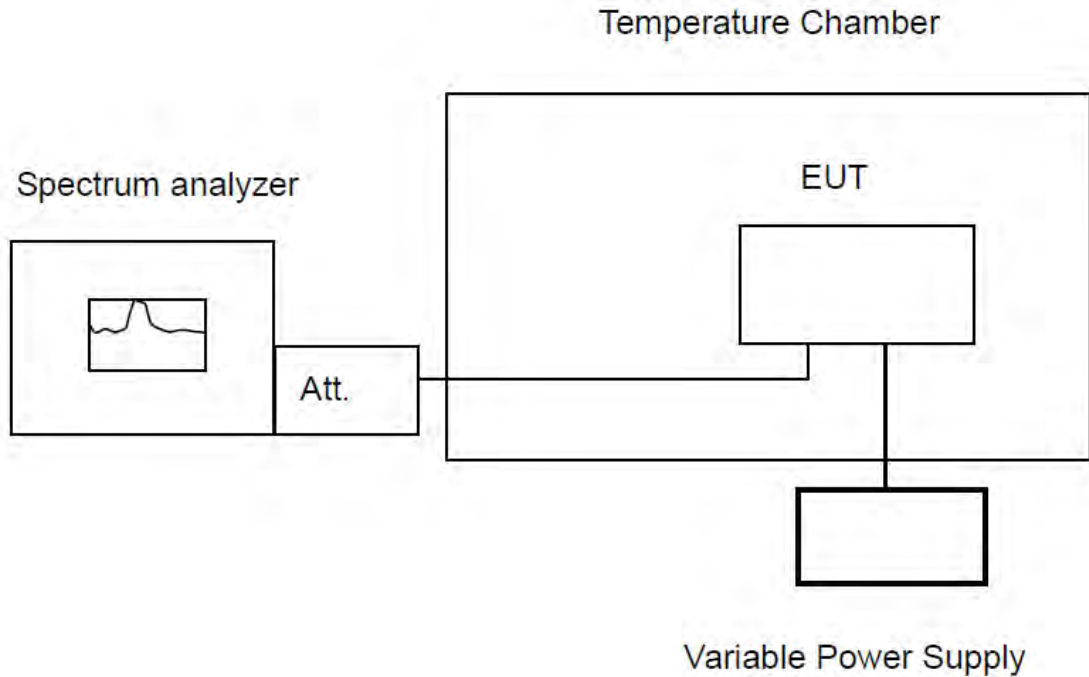 Temperature Chamber
Spectrum analyzer
EUT
Att.
Variable Power Supply